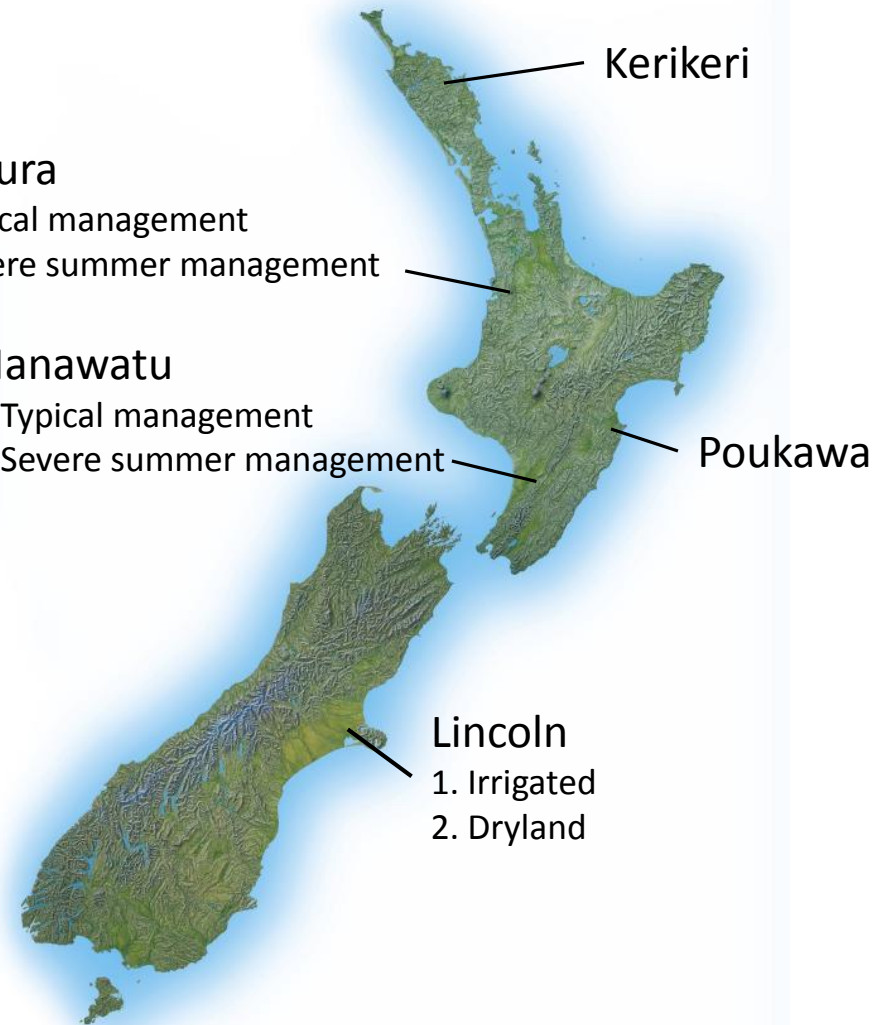 Kerikeri
ura
cal management
ere summer management
anawatu
Typical management
Severe summer management
Poukawa
Lincoln
1. Irrigated
2. Dryland